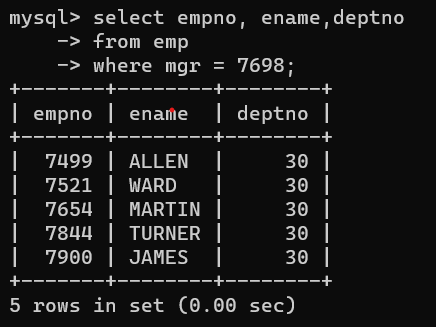 mysql> select empno, ename,deptno
    -> from emp
    -> where mgr = 7698;
+-------+--------+--------+
| empno | ename  | deptno |
+-------+--------+--------+
|  7499 | ALLEN  |     30 |
|  7521 | WARD   |     30 |
|  7654 | MARTIN |     30 |
|  7844 | TURNER |     30 |
|  7900 | JAMES  |     30 |
+-------+--------+--------+
5 rows in set (0.00 sec)